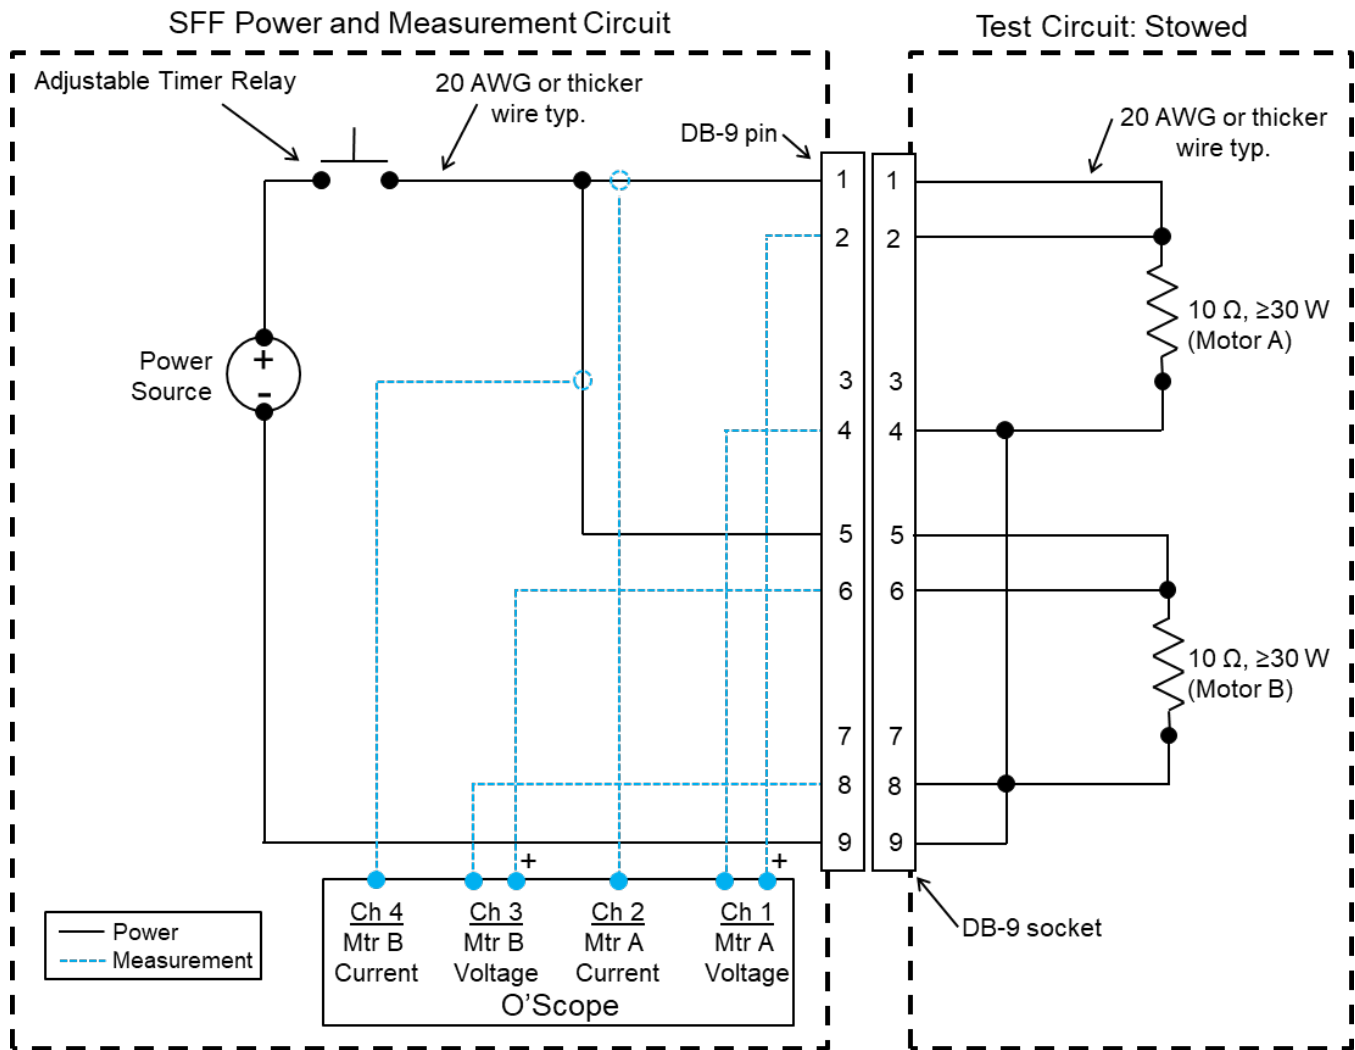 SFF Power and Measurement Circuit
Test Circuit: Stowed
Adjustable Timer Relay
20 AWG or thicker
wire typ.
DB-9 pin
20 AWG or thicker
wire typ.
1
1
2
2
10 Ω, ≥30 W
(Motor A)
Power
Source
+
-
3
3
4
4
5
5
6
6
10 Ω, ≥30 W
(Motor B)
7
7
8
8
9
9
+
+
Ch 4
Mtr B
Current
Ch 3
Mtr B
Voltage
Ch 2
Mtr A
Current
Ch 1
Mtr A
Voltage
O'Scope
DB-9 socket
Power
Measurement